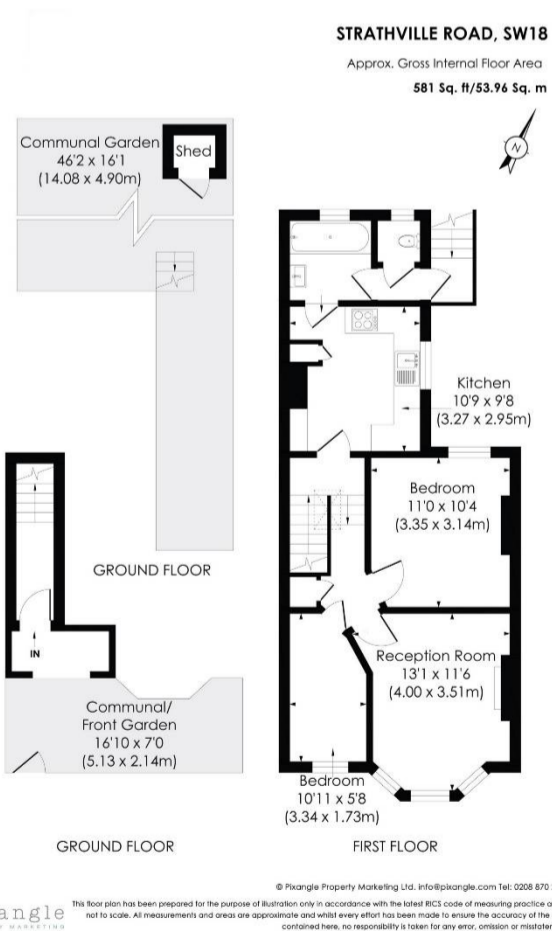 STRATHVILLE ROAD, SW18
Approx. Gross Internal Floor Area
581 Sq. ft/53.96 Sq. m
Communal Garden
46'2 x 16'1
(14.08 x 4.90m)
Shed
N
Kitchen
10'9 x 9'8
(3.27 x 2.95m)
Bedroom
11'0 x 10'4
(3.35 x 3.14m)
GROUND FLOOR
IN
Reception Room
13'1 x 11'6
(4.00 x 3.51m)
Communal/
Front Garden
16'10 x 7'0
(5.13 x 2.14m)
Bedroom
10'11 x 5'8
(3.34 x 1.73m)
GROUND FLOOR
FIRST FLOOR
© Pixangle Property Marketing Ltd. info@pixangle.com Tel: 0208 870
angle
MARKETING
This floor plan has been prepared for the purpose of illustration only in accordance with the latest RICS code of measuring practice
not to scale. All measurements and areas are approximate and whilst every effort has been made to ensure the accuracy of the
contained here, no responsibility is taken for any error, omission or